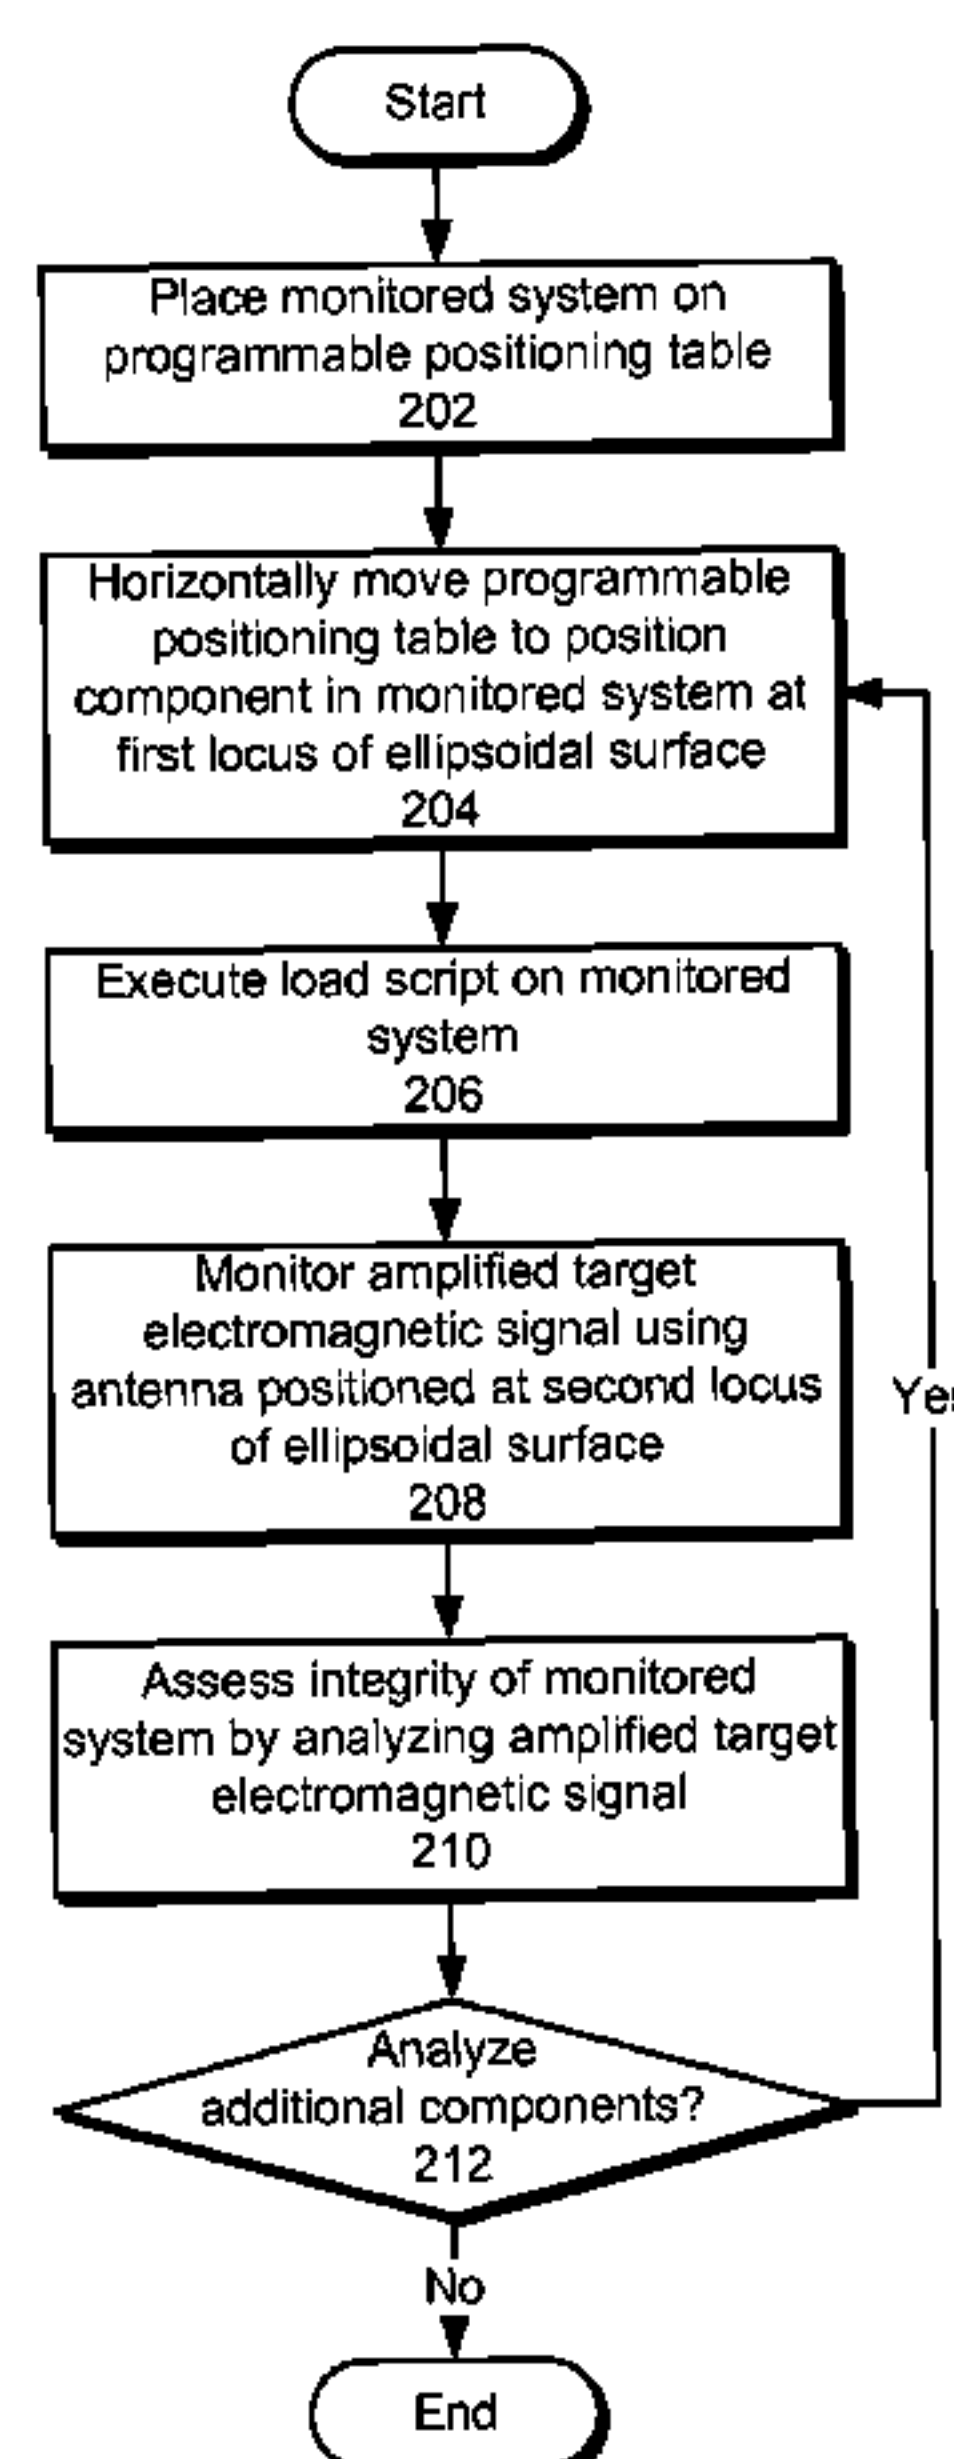 Start
Place monitored system on
programmable positioning table
202
Horizontally move programmable
positioning table to position
component in monitored system at
first locus of ellipsoidal surface
204
Execute load script on monitored
system
206
Monitor amplified target
electromagnetic signal using
antenna positioned at second locus
of ellipsoidal surface
208
Yes
Assess integrity of monitored
system by analyzing amplified target
electromagnetic signal
210
Analyze
additional components?
212
No
End